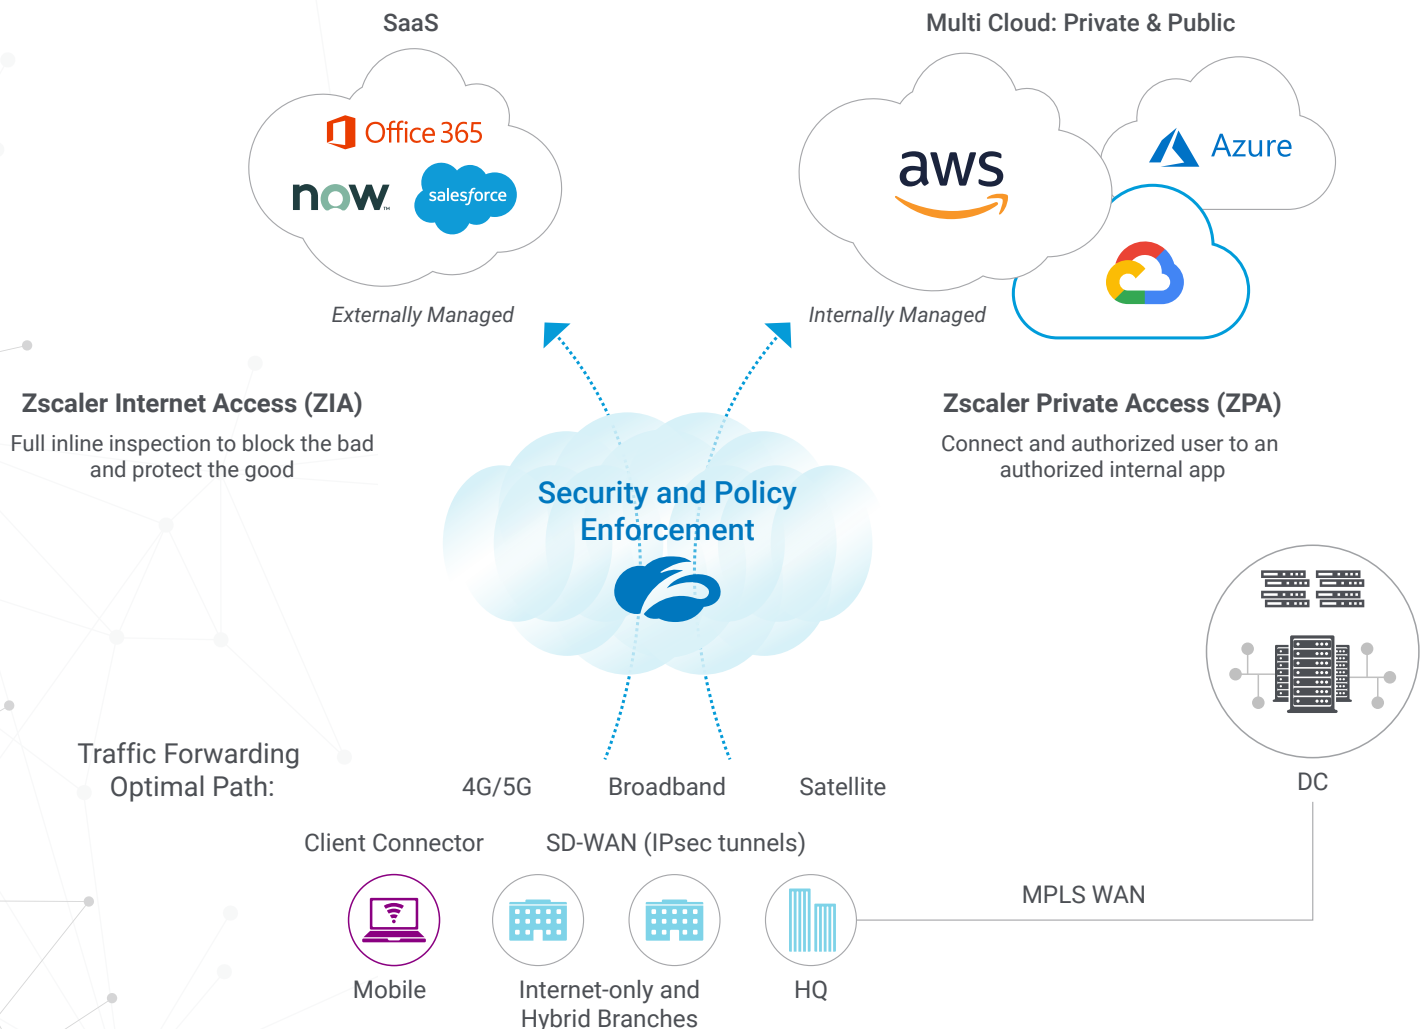 SaaS
Multi Cloud: Private & Public
Office 365
now™
salesforce
aws
Azure
Externally Managed
Internally Managed
Zscaler Internet Access (ZIA)
Full inline inspection to block the bad
and protect the good
Zscaler Private Access (ZPA)
Connect and authorized user to an
authorized internal app
Security and Policy
Enforcement
Traffic Forwarding
Optimal Path:
4G/5G
Broadband
Satellite
DC
Client Connector
SD-WAN (IPsec tunnels)
MPLS WAN
Mobile
Internet-only and
Hybrid Branches
HQ